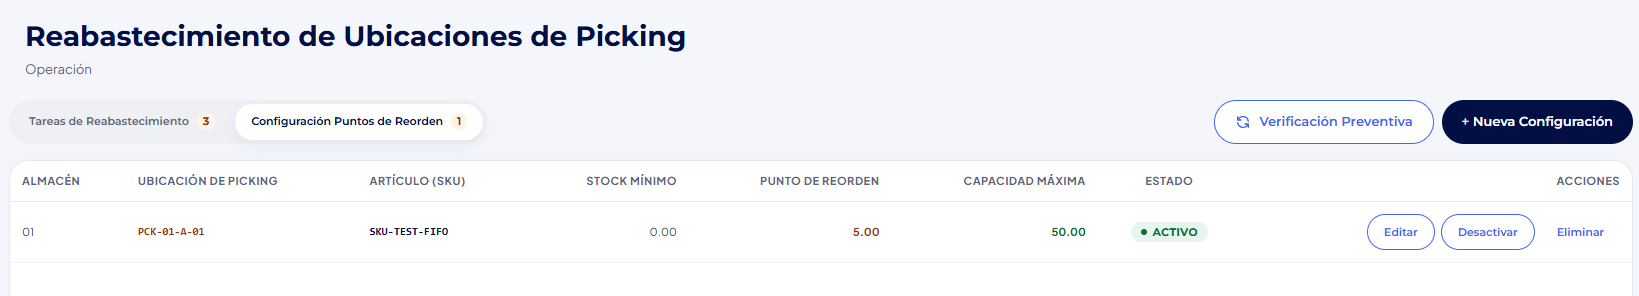 Reabastecimiento de Ubicaciones de Picking
Operación
Tareas de Reabastecimiento 3 Configuración Puntos de Reorden 1 Verificación Preventiva + Nueva Configuración
ALMACÉN UBICACIÓN DE PICKING ARTÍCULO (SKU) STOCK MÍNIMO PUNTO DE REORDEN CAPACIDAD MÁXIMA ESTADO ACCIONES
01 PCK-01-A-01 SKU-TEST-FIFO 0.00 5.00 50.00 ACTIVO Editar Desactivar Eliminar